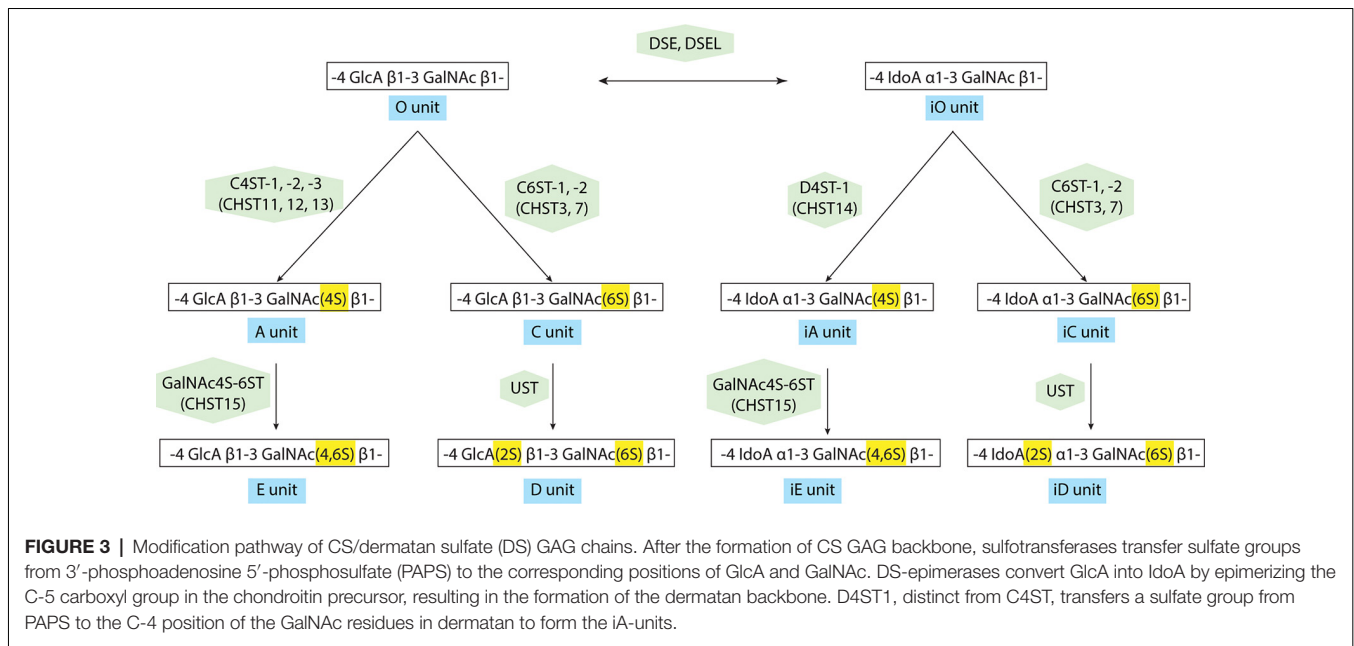 DSE, DSEL
-4 GlcA β1-3 GalNAc β1-
-4 IdoA α1-3 GalNAc β1-
O unit
iO unit
C4ST-1, -2, -3
(CHST11, 12, 13)
C6ST-1, -2
(CHST3, 7)
D4ST-1
(CHST14)
C6ST-1, -2
(CHST3, 7)
-4 GlcA β1-3 GalNAc(4S) β1-
-4 GlcA β1-3 GalNAc(6S) β1-
-4 IdoA α1-3 GalNAc(4S) β1-
-4 IdoA α1-3 GalNAc(6S) β1-
A unit
C unit
iA unit
iC unit
GalNAc4S-6ST
(CHST15)
UST
GalNAc4S-6ST
(CHST15)
UST
-4 GlcA β1-3 GalNAc(4,6S) β1-
-4 GlcA(2S) β1-3 GalNAc(6S) β1-
-4 IdoA α1-3 GalNAc(4,6S) β1-
-4 IdoA(2S) α1-3 GalNAc(6S) β1-
E unit
D unit
iE unit
iD unit
FIGURE 3 | Modification pathway of CS/dermatan sulfate (DS) GAG chains. After the formation of CS GAG backbone, sulfotransferases transfer sulfate groups
from 3′-phosphoadenosine 5′-phosphosulfate (PAPS) to the corresponding positions of GlcA and GalNAc. DS-epimerases convert GlcA into IdoA by epimerizing the
C-5 carboxyl group in the chondroitin precursor, resulting in the formation of the dermatan backbone. D4ST1, distinct from C4ST, transfers a sulfate group from
PAPS to the C-4 position of the GalNAc residues in dermatan to form the iA-units.